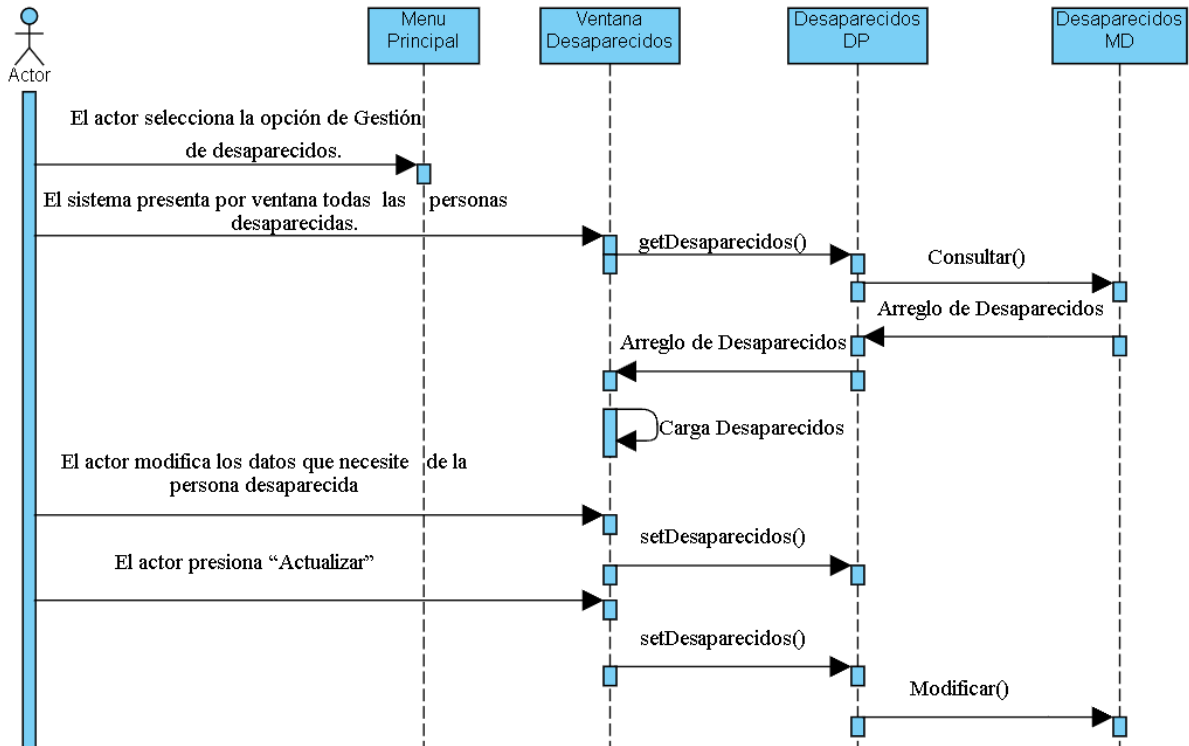 Menu
Principal
Ventana
Desaparecidos
Desaparecidos
DP
Desaparecidos
MD
Actor
El actor selecciona la opción de Gestión
de desaparecidos.
El sistema presenta por ventana todas las personas
desaparecidas.
getDesaparecidos()
Consultar()
Arreglo de Desaparecidos
Arreglo de Desaparecidos
Carga Desaparecidos
El actor modifica los datos que necesite de la
persona desaparecida
setDesaparecidos()
El actor presiona “Actualizar”
setDesaparecidos()
Modificar()